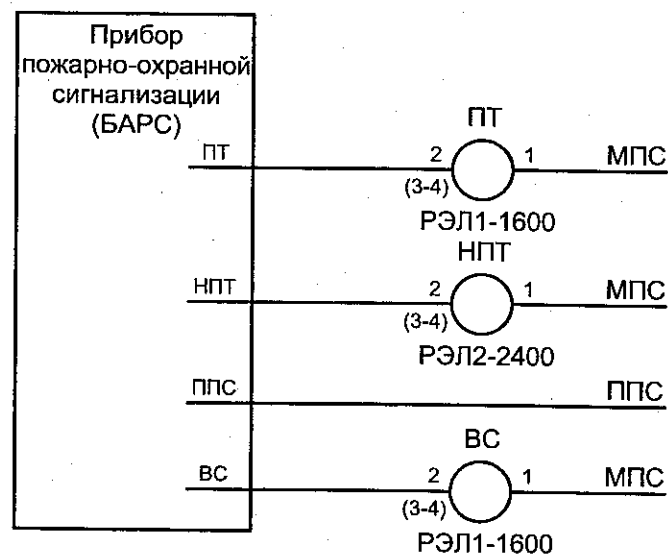 Прибор
пожарно-охранной
сигнализации
(БАРС)
ПТ
ПТ 2 1 МПС
(3-4)
РЭЛ1-1600
НПТ
НПТ 2 1 МПС
(3-4)
РЭЛ2-2400
ППС ППС
ВС
ВС 2 1 МПС
(3-4)
РЭЛ1-1600